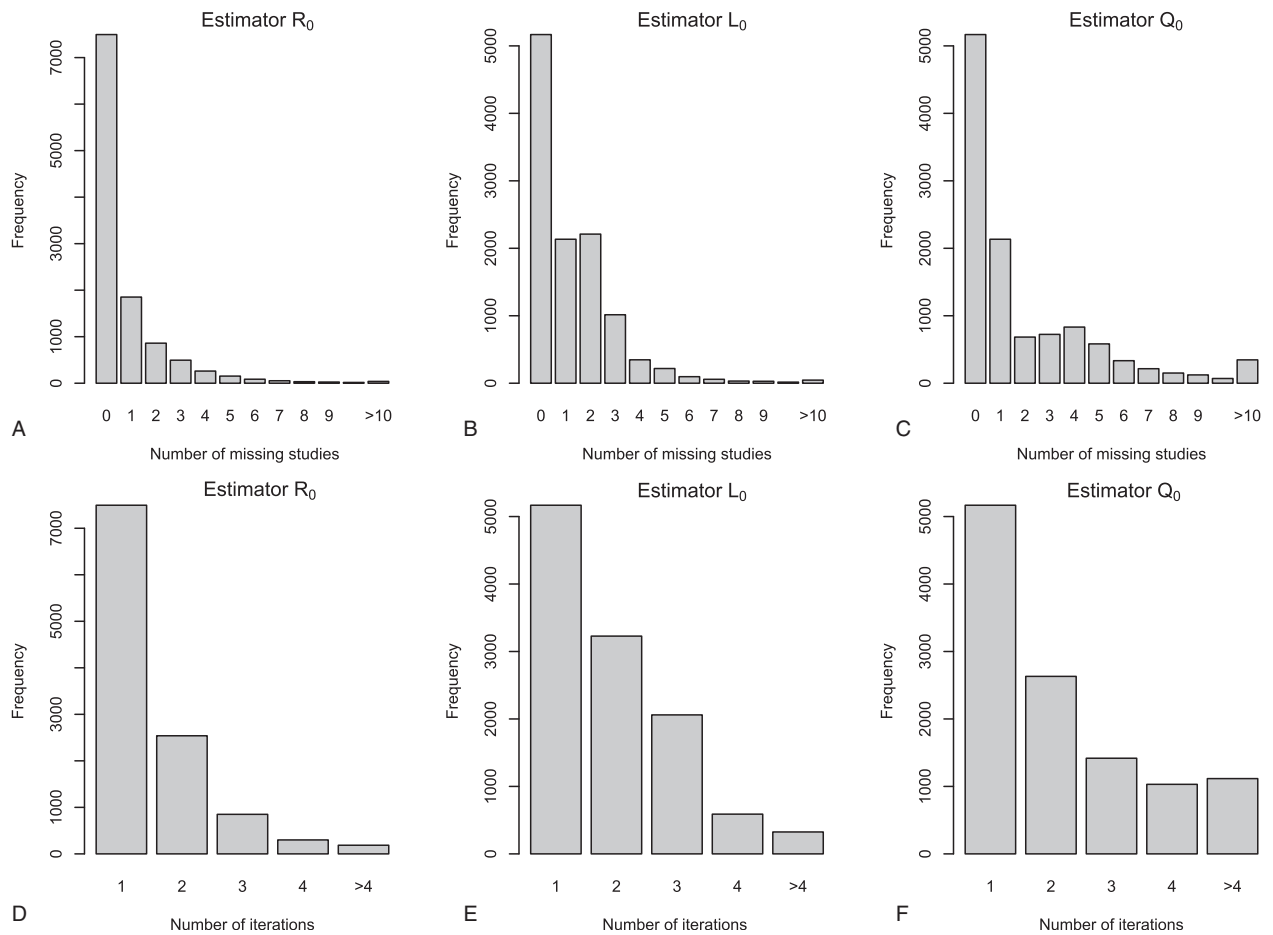 Estimator R₀
Frequency
0 1000 3000 5000 7000
0 1 2 3 4 5 6 7 8 9 >10
A
Number of missing studies
Estimator L₀
Frequency
0 1000 2000 3000 4000 5000
0 1 2 3 4 5 6 7 8 9 >10
B
Number of missing studies
Estimator Q₀
Frequency
0 1000 2000 3000 4000 5000
0 1 2 3 4 5 6 7 8 9 >10
C
Number of missing studies
Estimator R₀
Frequency
0 1000 3000 5000 7000
1 2 3 4 >4
D
Number of iterations
Estimator L₀
Frequency
0 1000 2000 3000 4000 5000
1 2 3 4 >4
E
Number of iterations
Estimator Q₀
Frequency
0 1000 2000 3000 4000 5000
1 2 3 4 >4
F
Number of iterations